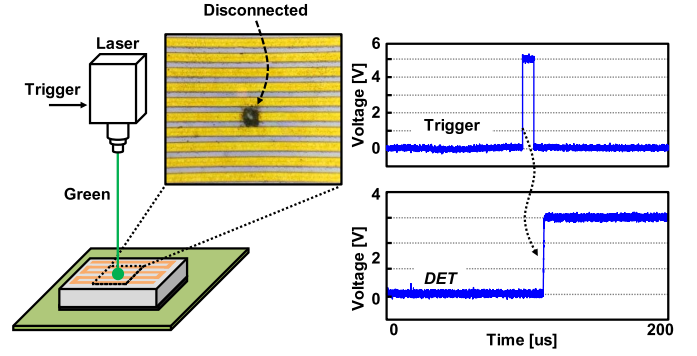 Disconnected
Laser
Trigger
Green
Voltage [V]
6
4
2
0
Trigger
Voltage [V]
4
2
0
DET
0
200
Time [us]